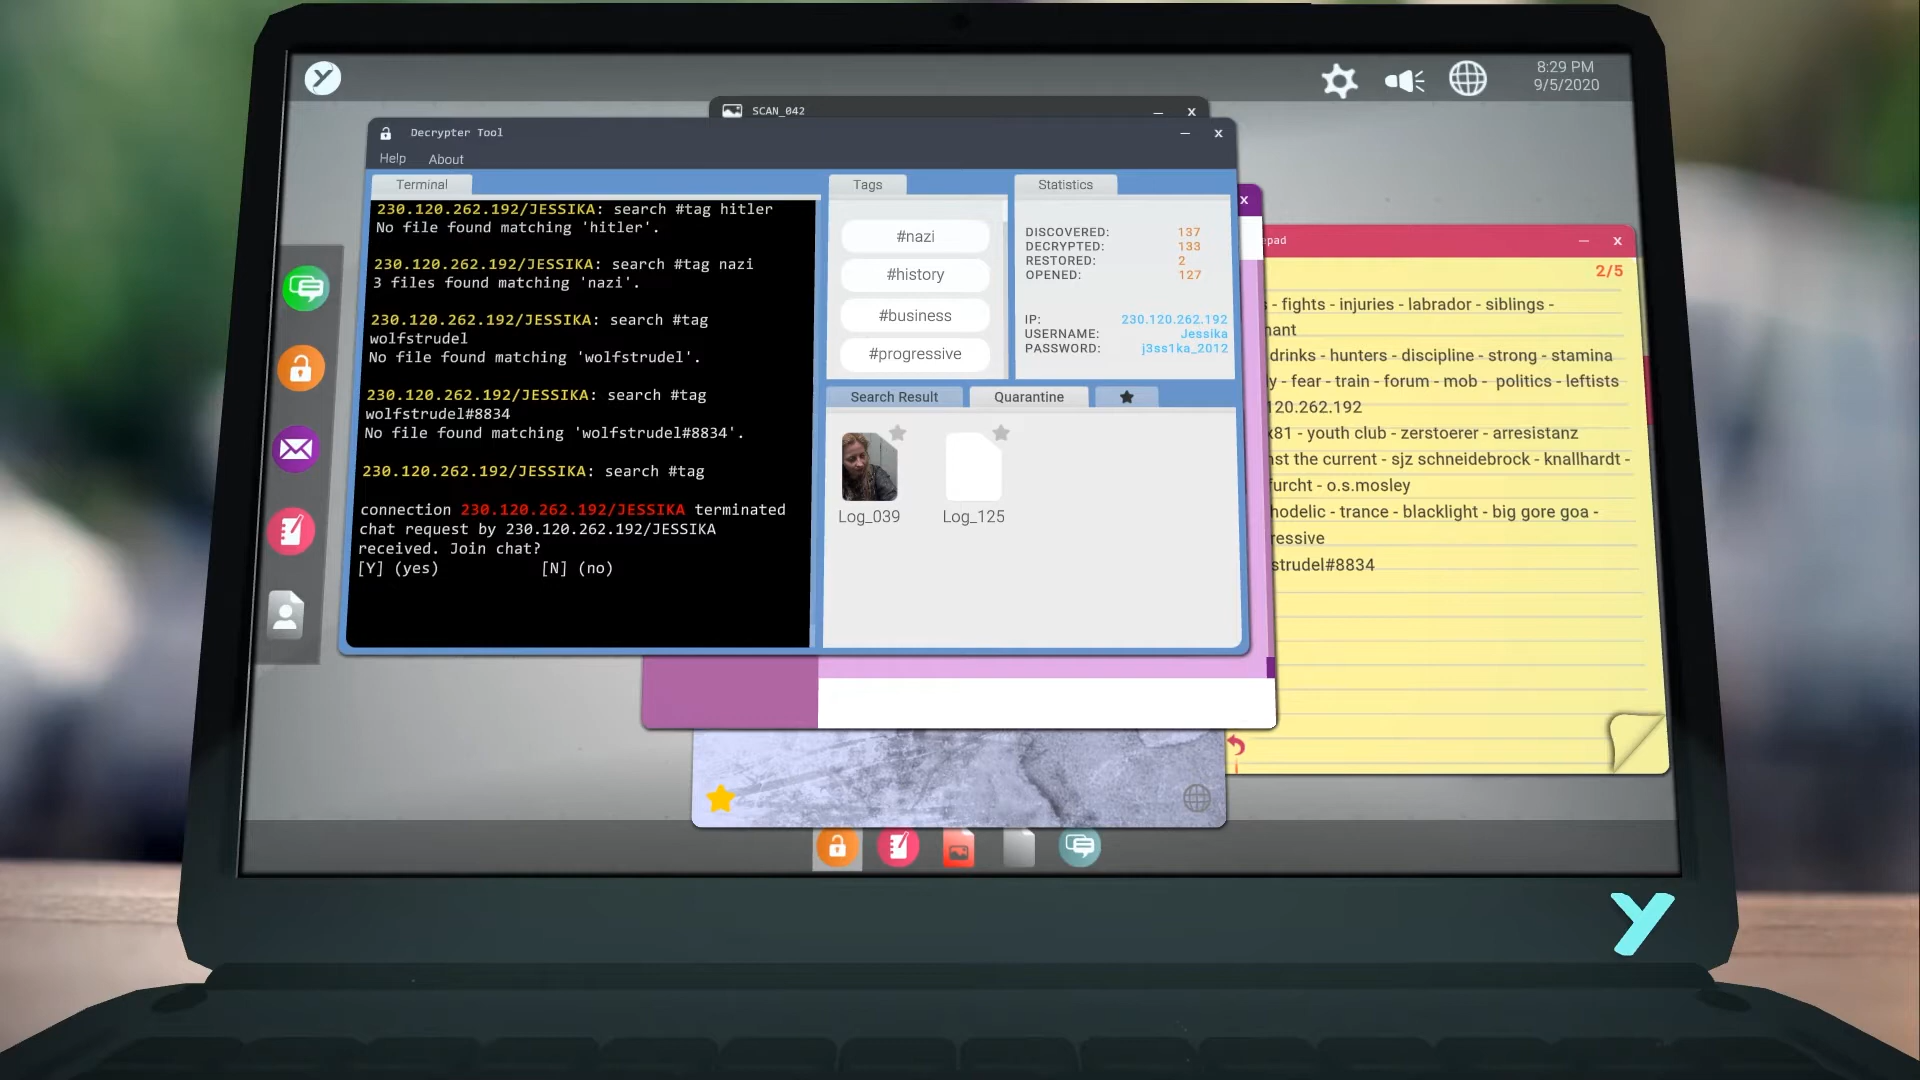 8:29 PM
9/5/2020
SCAN_042
Decrypter Tool
Help About
Terminal
230.120.262.192/JESSIKA: search #tag hitler
No file found matching 'hitler'.
230.120.262.192/JESSIKA: search #tag nazi
3 files found matching 'nazi'.
230.120.262.192/JESSIKA: search #tag
wolfstrudel
No file found matching 'wolfstrudel'.
230.120.262.192/JESSIKA: search #tag
wolfstrudel#8834
No file found matching 'wolfstrudel#8834'.
230.120.262.192/JESSIKA: search #tag
connection 230.120.262.192/JESSIKA terminated
chat request by 230.120.262.192/JESSIKA
received. Join chat?
[Y] (yes) [N] (no)
Tags
#nazi
#history
#business
#progressive
Statistics
DISCOVERED: 137
DECRYPTED: 133
RESTORED: 2
OPENED: 127
IP: 230.120.262.192
USERNAME: Jessika
PASSWORD: j3ss1ka_2012
Search Result Quarantine
Log_039 Log_125
epad
2/5
- fights - injuries - labrador - siblings -
nant
drinks - hunters - discipline - strong - stamina
y - fear - train - forum - mob - politics - leftists
120.262.192
x81 - youth club - zerstoerer - arresistanz
nst the current - sjz schneidebrock - knallhardt -
furcht - o.s.mosley
hodelic - trance - blacklight - big gore goa -
ressive
strudel#8834